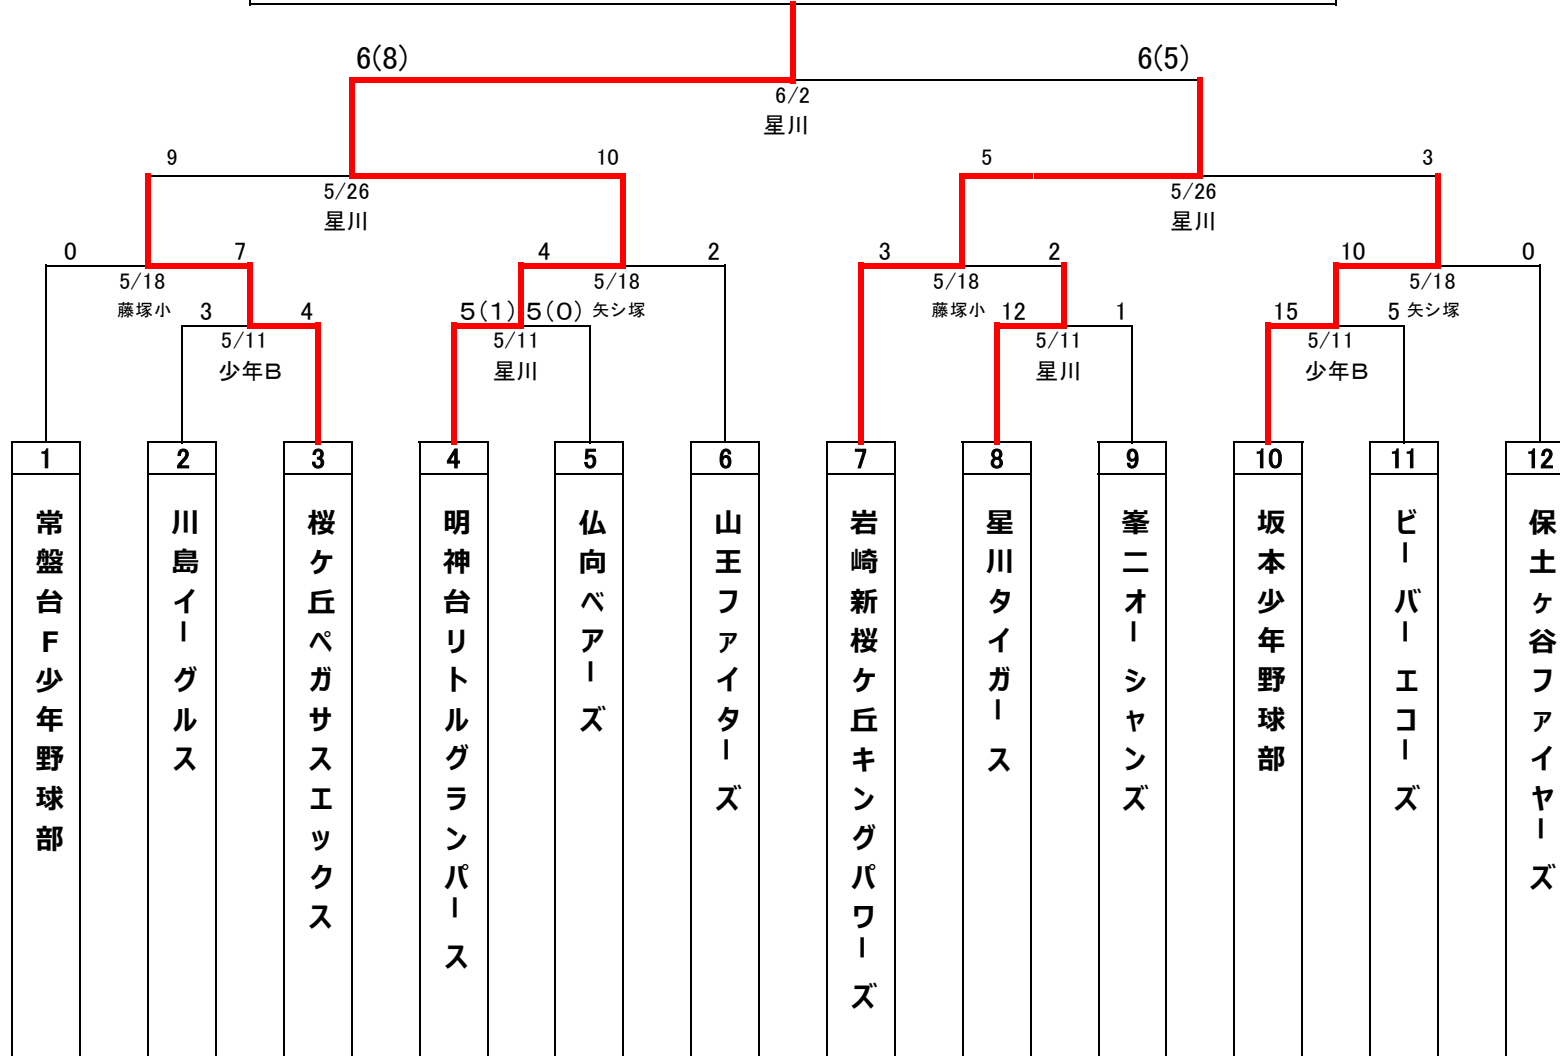 6(8) 6(5)
6/2
星川
9 10 5 3
5/26 5/26
星川 星川
0 7 4 2 3 2 10 0
5/18 5/18 5/18 5/18
藤塚小 3 4 5(1) 5(0) 矢シ塚 藤塚小 12 1 15 5 矢シ塚
5/11 5/11 5/11 5/11
少年B 星川 星川 少年B
1 2 3 4 5 6 7 8 9 10 11 12
常盤台F少年野球部
川島イーグルス
桜ケ丘ペガサスエックス
明神台リトルグランパース
仏向ベアーズ
山王ファイターズ
岩崎新桜ケ丘キングパワーズ
星川タイガース
峯二オーシャンズ
坂本少年野球部
ビーバーエコーズ
保土ヶ谷ファイヤーズ